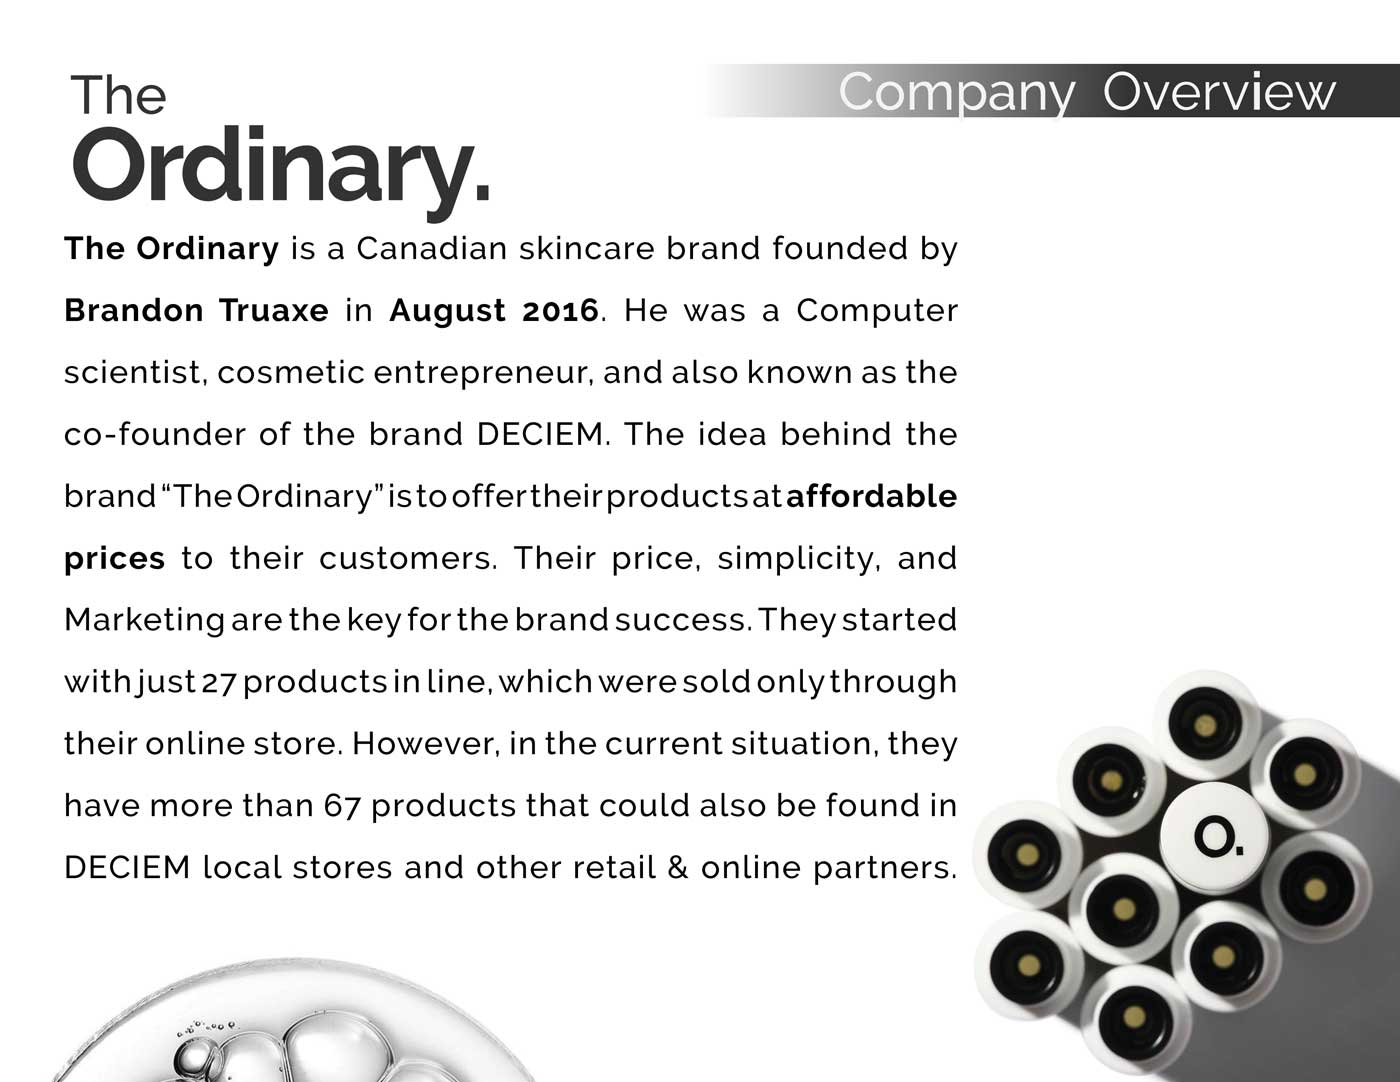 The
Ordinary.
Company Overview
The Ordinary is a Canadian skincare brand founded by
Brandon Truaxe in August 2016. He was a Computer
scientist, cosmetic entrepreneur, and also known as the
co-founder of the brand DECIEM. The idea behind the
brand “The Ordinary” is to offer their products at affordable
prices to their customers. Their price, simplicity, and
Marketing are the key for the brand success. They started
with just 27 products in line, which were sold only through
their online store. However, in the current situation, they
have more than 67 products that could also be found in
DECIEM local stores and other retail & online partners.
O.